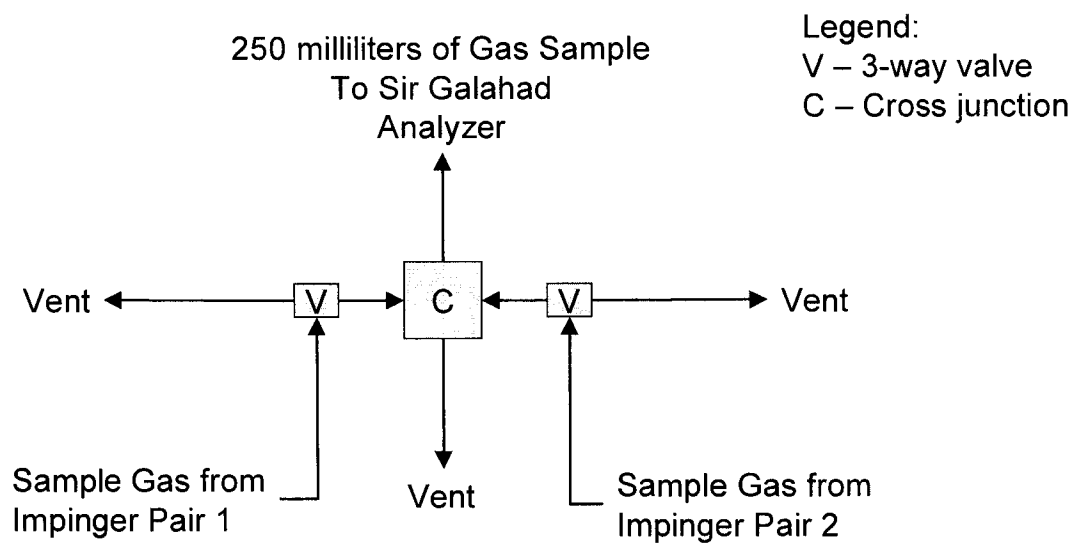 250 milliliters of Gas Sample
To Sir Galahad
Analyzer
Legend:
V – 3-way valve
C – Cross junction
Vent
V
C
V
Vent
Sample Gas from
Impinger Pair 1
Vent
Sample Gas from
Impinger Pair 2